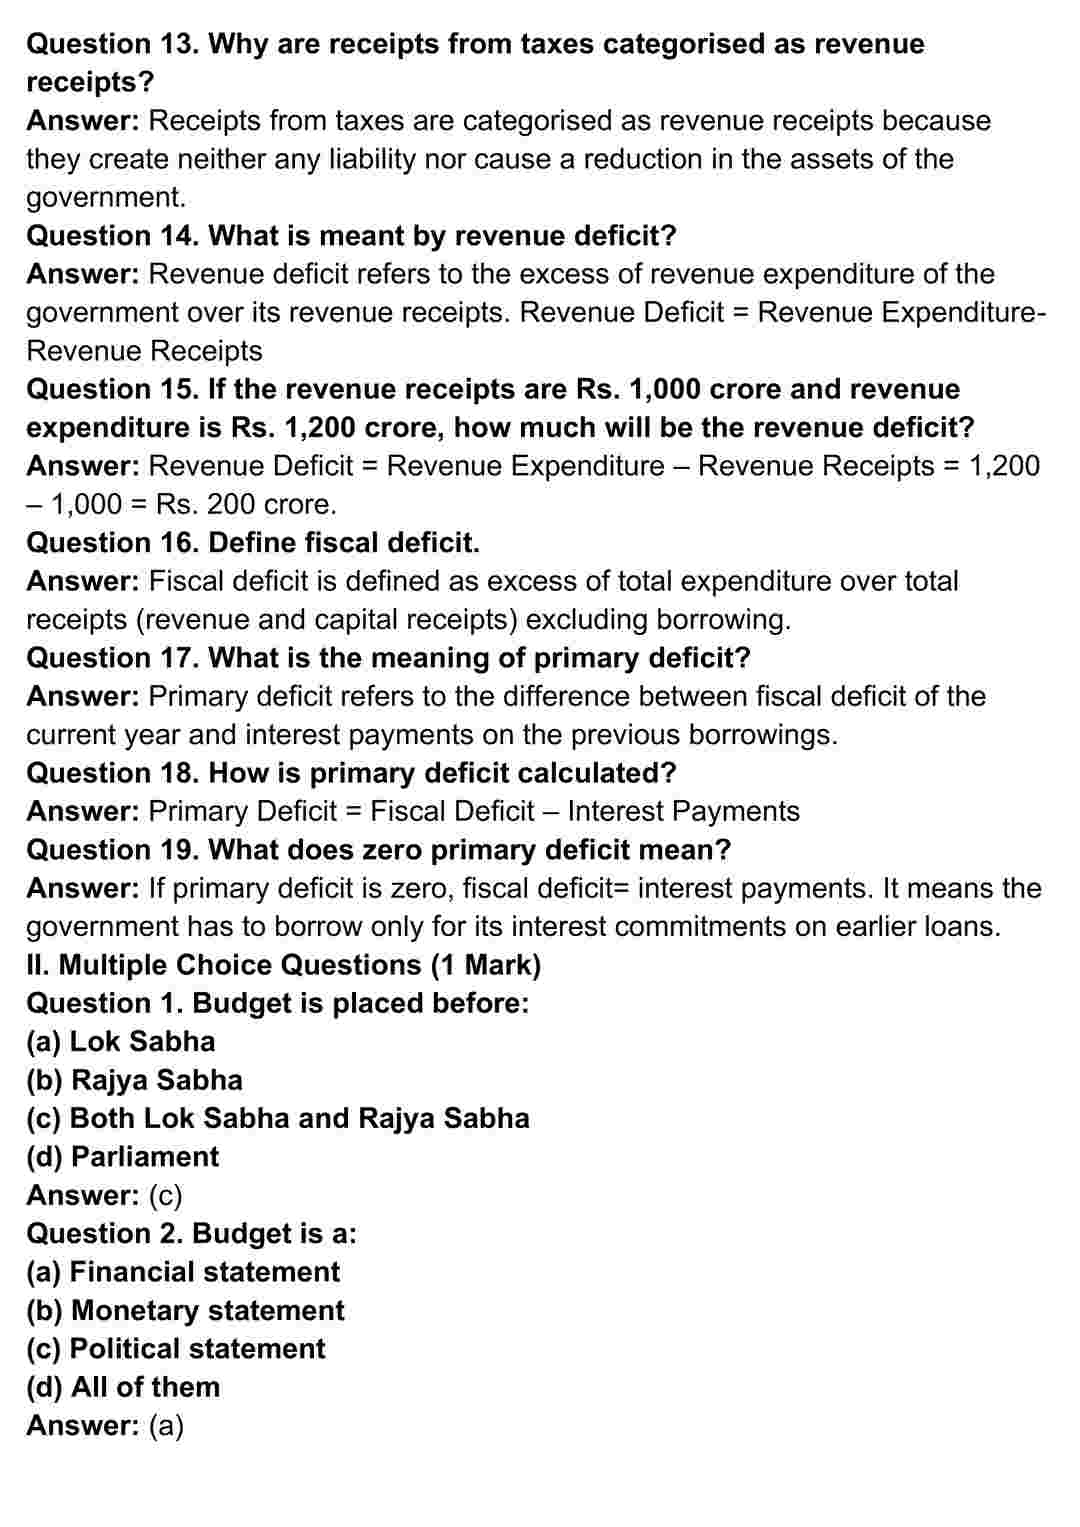 Question 13. Why are receipts from taxes categorised as revenue
receipts?
Answer: Receipts from taxes are categorised as revenue receipts because
they create neither any liability nor cause a reduction in the assets of the
government.
Question 14. What is meant by revenue deficit?
Answer: Revenue deficit refers to the excess of revenue expenditure of the
government over its revenue receipts. Revenue Deficit = Revenue Expenditure-
Revenue Receipts
Question 15. If the revenue receipts are Rs. 1,000 crore and revenue
expenditure is Rs. 1,200 crore, how much will be the revenue deficit?
Answer: Revenue Deficit = Revenue Expenditure – Revenue Receipts = 1,200
– 1,000 = Rs. 200 crore.
Question 16. Define fiscal deficit.
Answer: Fiscal deficit is defined as excess of total expenditure over total
receipts (revenue and capital receipts) excluding borrowing.
Question 17. What is the meaning of primary deficit?
Answer: Primary deficit refers to the difference between fiscal deficit of the
current year and interest payments on the previous borrowings.
Question 18. How is primary deficit calculated?
Answer: Primary Deficit = Fiscal Deficit – Interest Payments
Question 19. What does zero primary deficit mean?
Answer: If primary deficit is zero, fiscal deficit= interest payments. It means the
government has to borrow only for its interest commitments on earlier loans.
II. Multiple Choice Questions (1 Mark)
Question 1. Budget is placed before:
(a) Lok Sabha
(b) Rajya Sabha
(c) Both Lok Sabha and Rajya Sabha
(d) Parliament
Answer: (c)
Question 2. Budget is a:
(a) Financial statement
(b) Monetary statement
(c) Political statement
(d) All of them
Answer: (a)